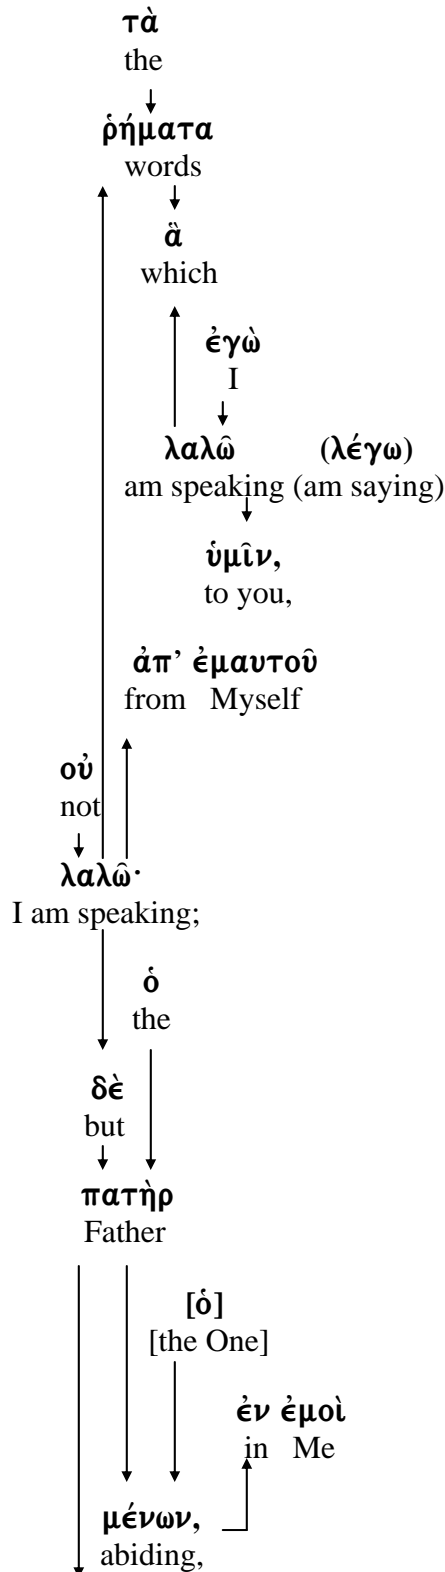 τὰ
the
ῥήματα
words
ἃ
which
ἐγὼ
I
λαλῶ (λέγω)
am speaking (am saying)
ὑμῖν,
to you,
ἀπ’ ἐμαυτοῦ
from Myself
οὐ
not
λαλῶ·
I am speaking;
ὁ
the
δὲ
but
πατὴρ
Father
[ὁ]
[the One]
ἐν ἐμοὶ
in Me
μένων,
abiding,